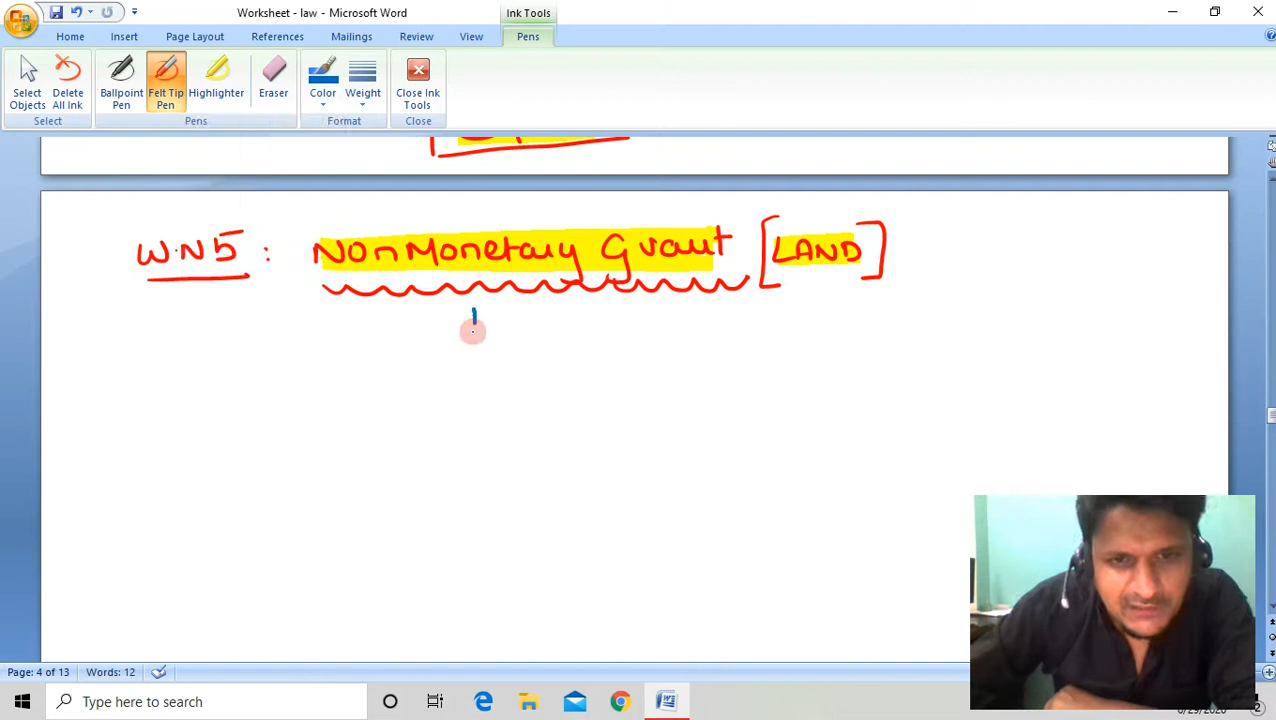 Worksheet - law - Microsoft Word
Ink Tools
Home
Insert
Page Layout
References
Mailings
Review
View
Pens
Select Objects
Delete All Ink
Ballpoint Pen
Felt Tip Pen
Highlighter
Eraser
Color
Weight
Close Ink Tools
Select
Pens
Format
Close
W.N 5 : Non Monetary Grant [LAND]
Page: 4 of 13
Words: 12
Type here to search